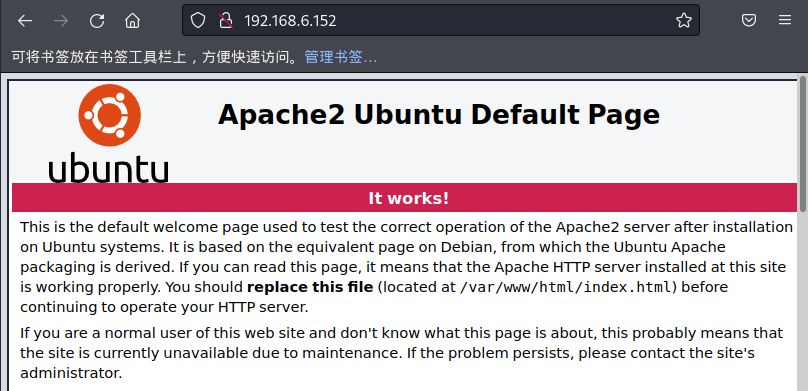 192.168.6.152
可将书签放在书签工具栏上，方便快速访问。管理书签…
ubuntu
Apache2 Ubuntu Default Page
It works!
This is the default welcome page used to test the correct operation of the Apache2 server after installation
on Ubuntu systems. It is based on the equivalent page on Debian, from which the Ubuntu Apache
packaging is derived. If you can read this page, it means that the Apache HTTP server installed at this site
is working properly. You should replace this file (located at /var/www/html/index.html) before
continuing to operate your HTTP server.
If you are a normal user of this web site and don't know what this page is about, this probably means that
the site is currently unavailable due to maintenance. If the problem persists, please contact the site's
administrator.